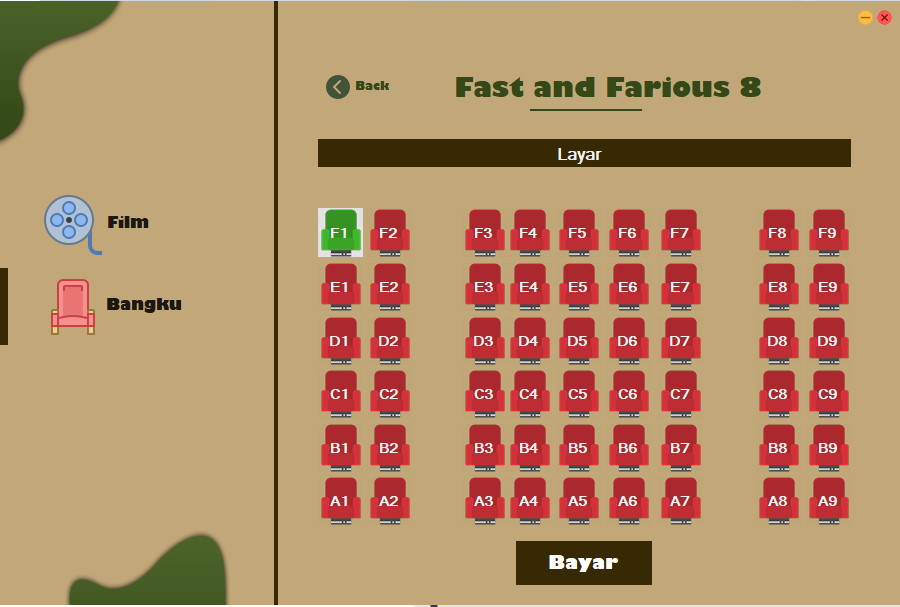 Back
Fast and Farious 8
Layar
Film
Bangku
F1 F2 F3 F4 F5 F6 F7 F8 F9
E1 E2 E3 E4 E5 E6 E7 E8 E9
D1 D2 D3 D4 D5 D6 D7 D8 D9
C1 C2 C3 C4 C5 C6 C7 C8 C9
B1 B2 B3 B4 B5 B6 B7 B8 B9
A1 A2 A3 A4 A5 A6 A7 A8 A9
Bayar